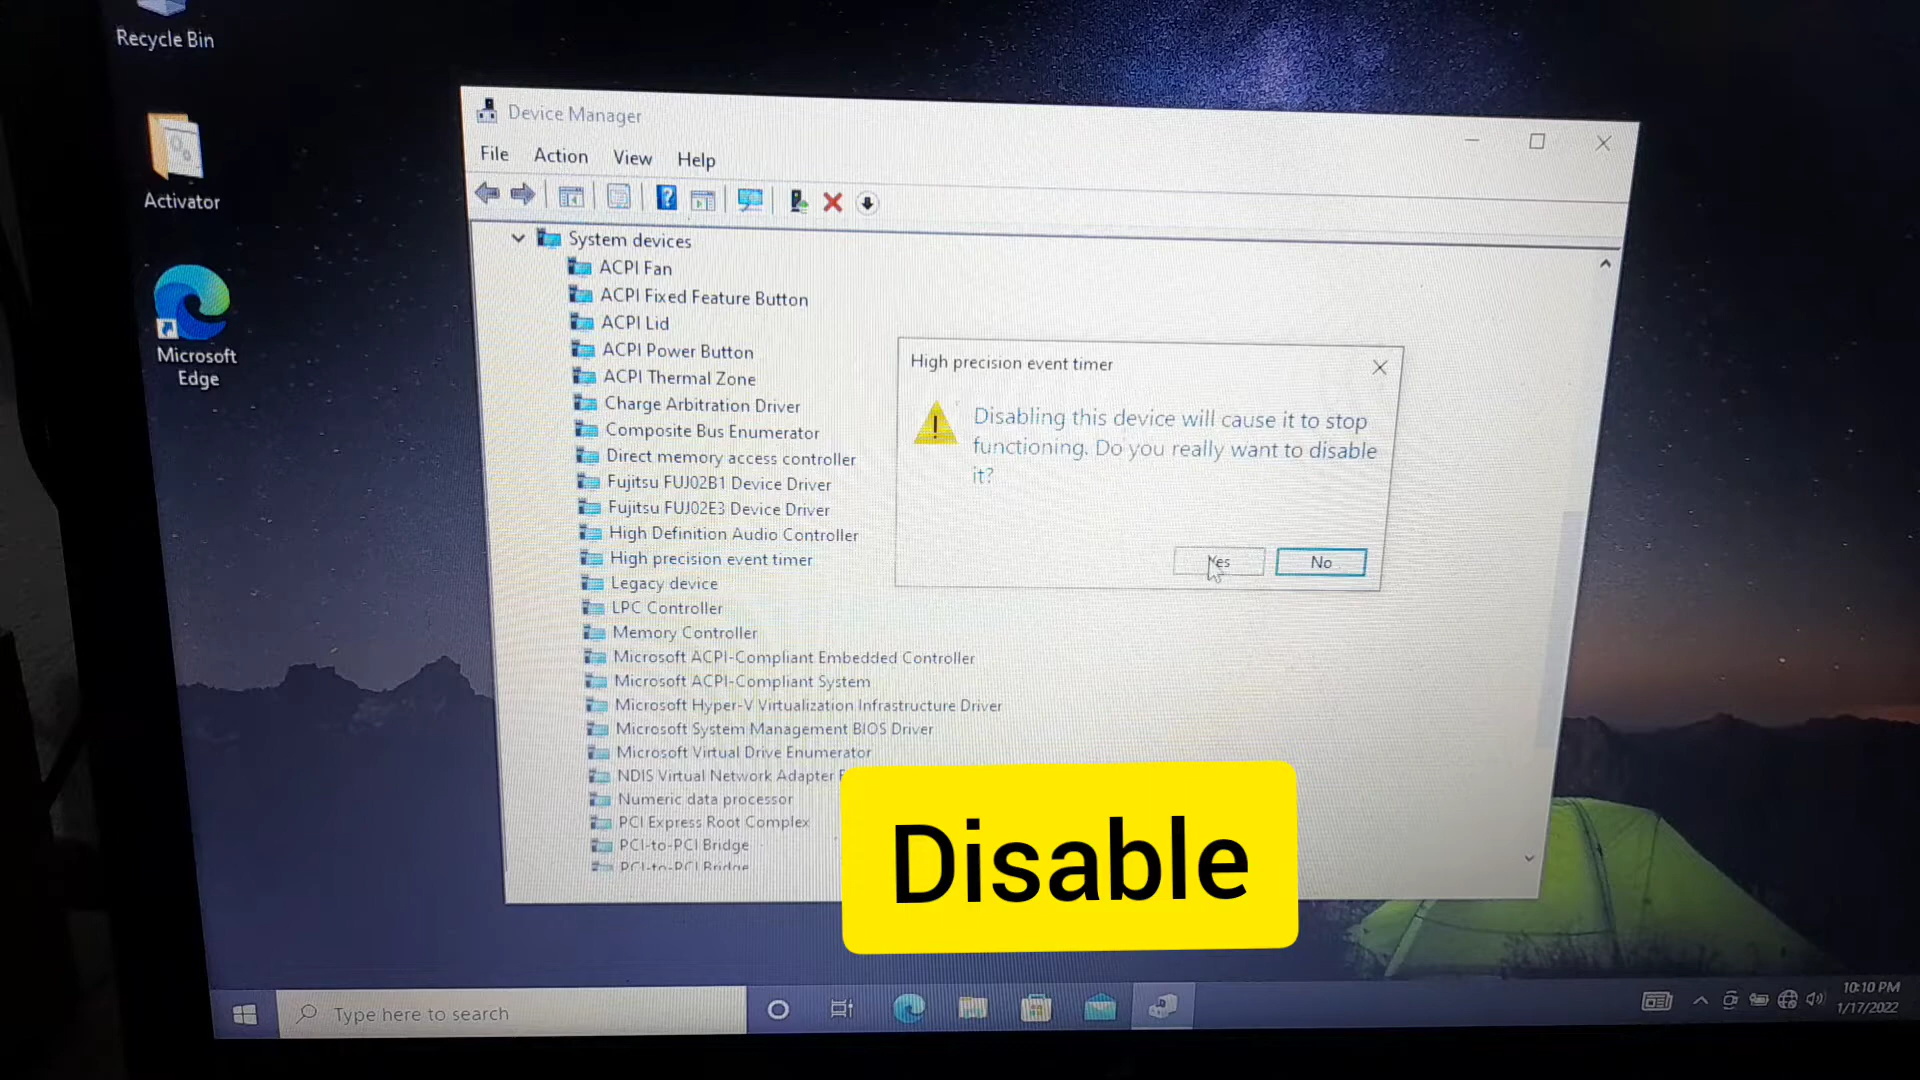 Recycle Bin
Activator
Microsoft
Edge
Device Manager
File Action View Help
System devices
ACPI Fan
ACPI Fixed Feature Button
ACPI Lid
ACPI Power Button
ACPI Thermal Zone
Charge Arbitration Driver
Composite Bus Enumerator
Direct memory access controller
Fujitsu FUJ02B1 Device Driver
Fujitsu FUJ02E3 Device Driver
High Definition Audio Controller
High precision event timer
Legacy device
LPC Controller
Memory Controller
Microsoft ACPI-Compliant Embedded Controller
Microsoft ACPI-Compliant System
Microsoft Hyper-V Virtualization Infrastructure Driver
Microsoft System Management BIOS Driver
Microsoft Virtual Drive Enumerator
NDIS Virtual Network Adapter
Numeric data processor
PCI Express Root Complex
PCI-to-PCI Bridge
PCI-to-PCI Bridge
High precision event timer
Disabling this device will cause it to stop
functioning. Do you really want to disable
it?
Yes No
Disable
Type here to search
10:10 PM
1/17/2022